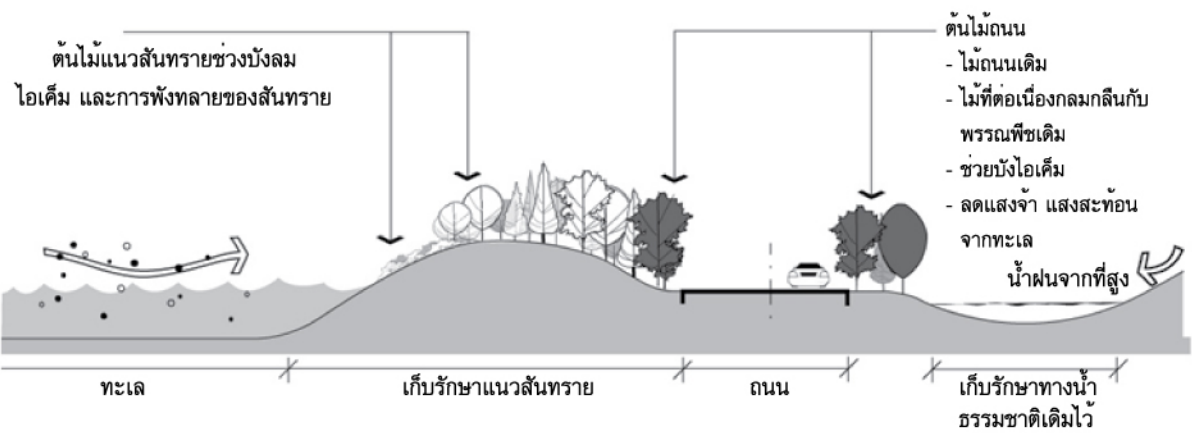 ต้นไม้แนวสันทรายช่วงบังลม
ไอเค็ม และการพังทลายของสันทราย
ต้นไม้ถนน
- ไม้ถนนเดิม
- ไม้ที่ต่อเนื่องกลมกลืนกับ
พรรณพืชเดิม
- ช่วยบังไอเค็ม
- ลดแสงจ้า แสงสะท้อน
จากทะเล
น้ำฝนจากที่สูง
ทะเล
เก็บรักษาแนวสันทราย
ถนน
เก็บรักษาทางน้ำ
ธรรมชาติเดิมไว้